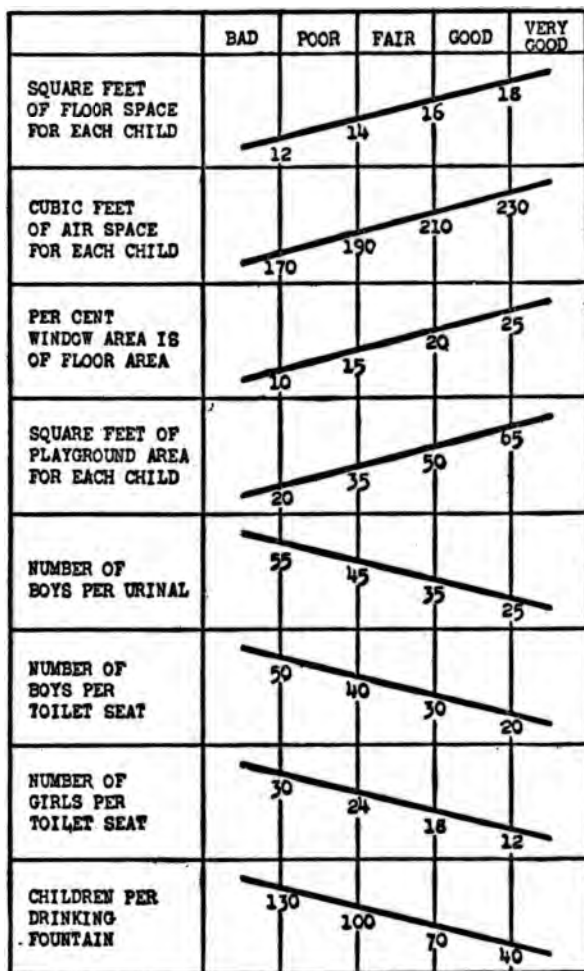 BAD POOR FAIR GOOD VERY GOOD
SQUARE FEET
OF FLOOR SPACE
FOR EACH CHILD
12 14 16 18
CUBIC FEET
OF AIR SPACE
FOR EACH CHILD
170 190 210 230
PER CENT
WINDOW AREA IS
OF FLOOR AREA
10 15 20 25
SQUARE FEET OF
PLAYGROUND AREA
FOR EACH CHILD
20 35 50 65
NUMBER OF
BOYS PER URINAL
55 45 35 25
NUMBER OF
BOYS PER
TOILET SEAT
50 40 30 20
NUMBER OF
GIRLS PER
TOILET SEAT
30 24 18 12
CHILDREN PER
DRINKING
FOUNTAIN
130 100 70 40